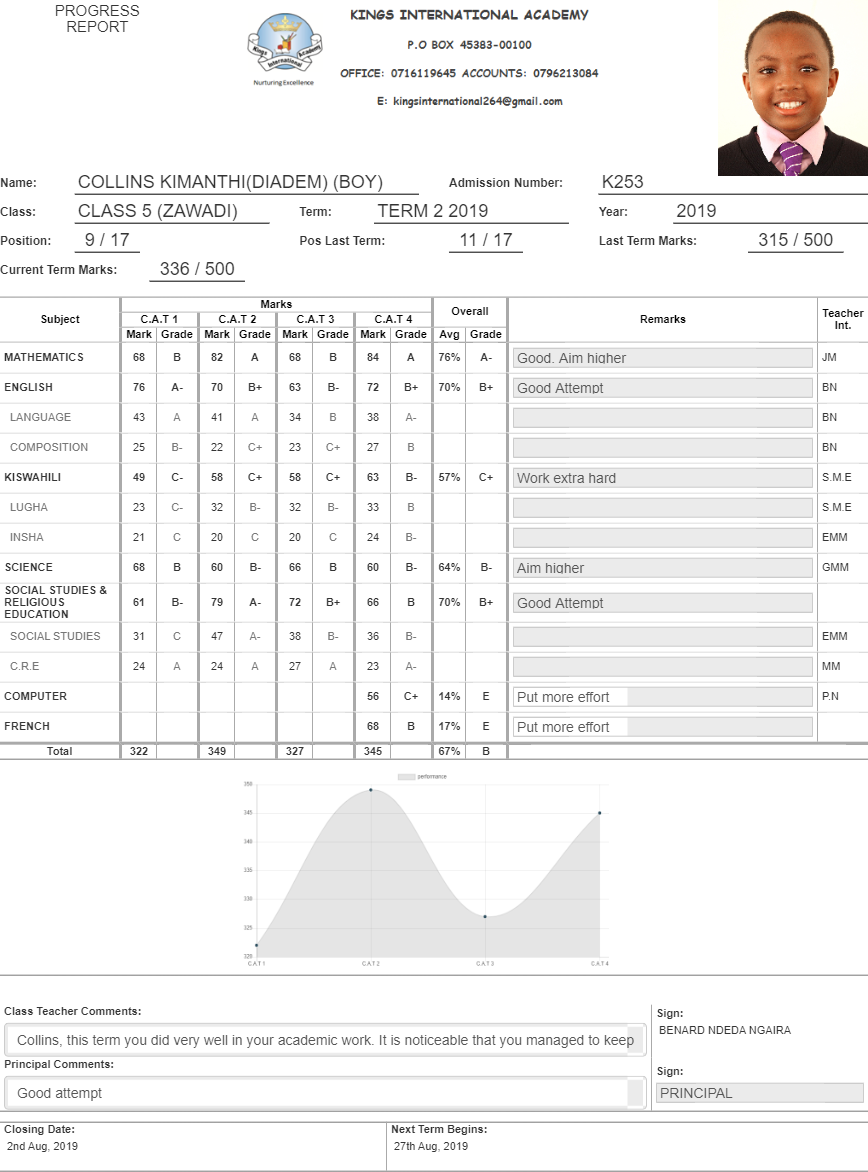 PROGRESS
REPORT
KINGS INTERNATIONAL ACADEMY
P.O BOX 45383-00100
OFFICE: 0716119645 ACCOUNTS: 0796213084
E: kingsinternational264@gmail.com
Kings International Academy
Nurturing Excellence
Name: COLLINS KIMANTHI(DIADEM) (BOY) Admission Number: K253
Class: CLASS 5 (ZAWADI) Term: TERM 2 2019 Year: 2019
Position: 9 / 17 Pos Last Term: 11 / 17 Last Term Marks: 315 / 500
Current Term Marks: 336 / 500
Subject Marks Overall Remarks Teacher Int.
C.A.T 1 C.A.T 2 C.A.T 3 C.A.T 4
Mark Grade Mark Grade Mark Grade Mark Grade Avg Grade
MATHEMATICS 68 B 82 A 68 B 84 A 76% A- Good. Aim higher JM
ENGLISH 76 A- 70 B+ 63 B- 72 B+ 70% B+ Good Attempt BN
LANGUAGE 43 A 41 A 34 B 38 A- BN
COMPOSITION 25 B- 22 C+ 23 C+ 27 B BN
KISWAHILI 49 C- 58 C+ 58 C+ 63 B- 57% C+ Work extra hard S.M.E
LUGHA 23 C- 32 B- 32 B- 33 B S.M.E
INSHA 21 C 20 C 20 C 24 B- EMM
SCIENCE 68 B 60 B- 66 B 60 B- 64% B- Aim higher GMM
SOCIAL STUDIES &
RELIGIOUS
EDUCATION 61 B- 79 A- 72 B+ 66 B 70% B+ Good Attempt
SOCIAL STUDIES 31 C 47 A- 38 B- 36 B- EMM
C.R.E 24 A 24 A 27 A 23 A- MM
COMPUTER 56 C+ 14% E Put more effort P.N
FRENCH 68 B 17% E Put more effort
Total 322 349 327 345 67% B
performance
350
345
340
335
330
325
320
C.A.T 1 C.A.T 2 C.A.T 3 C.A.T 4
Class Teacher Comments:
Collins, this term you did very well in your academic work. It is noticeable that you managed to keep
Sign:
BENARD NDEDA NGAIRA
Principal Comments:
Good attempt
Sign:
PRINCIPAL
Closing Date: Next Term Begins:
2nd Aug, 2019 27th Aug, 2019